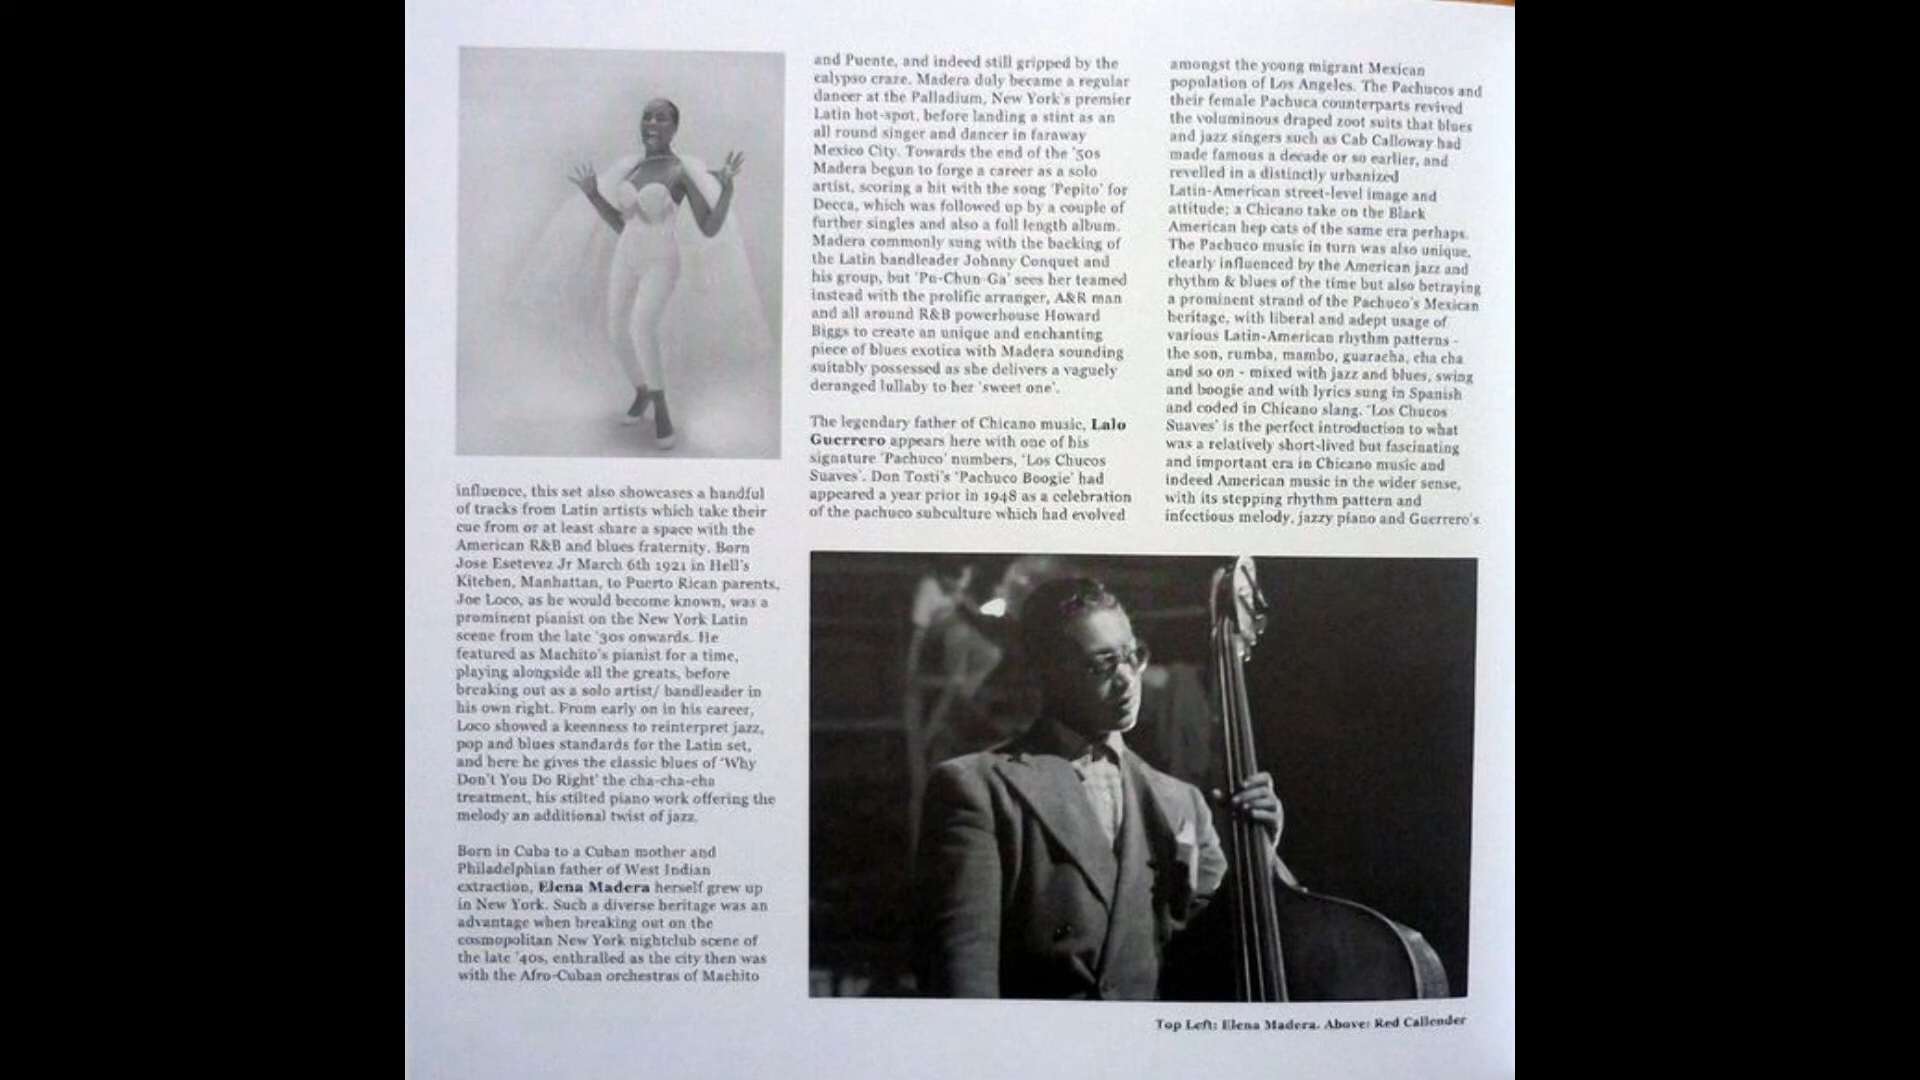 influence, this set also showcases a handful
of tracks from Latin artists which take their
cue from or at least share a space with the
American R&B and blues fraternity. Born
Jose Esetevez Jr March 6th 1921 in Hell's
Kitchen, Manhattan, to Puerto Rican parents,
Joe Loco, as he would become known, was a
prominent pianist on the New York Latin
scene from the late '30s onwards. He
featured as Machito's pianist for a time,
playing alongside all the greats, before
breaking out as a solo artist/ bandleader in
his own right. From early on in his career,
Loco showed a keenness to reinterpret jazz,
pop and blues standards for the Latin set,
and here he gives the classic blues of 'Why
Don't You Do Right' the cha-cha-cha
treatment, his stilted piano work offering the
melody an additional twist of jazz.
Born in Cuba to a Cuban mother and
Philadelphian father of West Indian
extraction, Elena Madera herself grew up
in New York. Such a diverse heritage was an
advantage when breaking out on the
cosmopolitan New York nightclub scene of
the late '40s, enthralled as the city then was
with the Afro-Cuban orchestras of Machito
and Puente, and indeed still gripped by the
calypso craze. Madera duly became a regular
dancer at the Palladium, New York's premier
Latin hot-spot, before landing a stint as an
all round singer and dancer in faraway
Mexico City. Towards the end of the '50s
Madera begun to forge a career as a solo
artist, scoring a hit with the song 'Pepito' for
Decca, which was followed up by a couple of
further singles and also a full length album.
Madera commonly sung with the backing of
the Latin bandleader Johnny Conquet and
his group, but 'Pu-Chun-Ga' sees her teamed
instead with the prolific arranger, A&R man
and all around R&B powerhouse Howard
Biggs to create an unique and enchanting
piece of blues exotica with Madera sounding
suitably possessed as she delivers a vaguely
deranged lullaby to her 'sweet one'.
The legendary father of Chicano music, Lalo
Guerrero appears here with one of his
signature 'Pachuco' numbers, 'Los Chucos
Suaves'. Don Tosti's 'Pachuco Boogie' had
appeared a year prior in 1948 as a celebration
of the pachuco subculture which had evolved
amongst the young migrant Mexican
population of Los Angeles. The Pachucos and
their female Pachuca counterparts revived
the voluminous draped zoot suits that blues
and jazz singers such as Cab Calloway had
made famous a decade or so earlier, and
revelled in a distinctly urbanized
Latin-American street-level image and
attitude; a Chicano take on the Black
American hep cats of the same era perhaps.
The Pachuco music in turn was also unique,
clearly influenced by the American jazz and
rhythm & blues of the time but also betraying
a prominent strand of the Pachuco's Mexican
heritage, with liberal and adept usage of
various Latin-American rhythm patterns -
the son, rumba, mambo, guaracha, cha cha
and so on - mixed with jazz and blues, swing
and boogie and with lyrics sung in Spanish
and coded in Chicano slang. 'Los Chucos
Suaves' is the perfect introduction to what
was a relatively short-lived but fascinating
and important era in Chicano music and
indeed American music in the wider sense,
with its stepping rhythm pattern and
infectious melody, jazzy piano and Guerrero's
Top Left: Elena Madera. Above: Red Callender